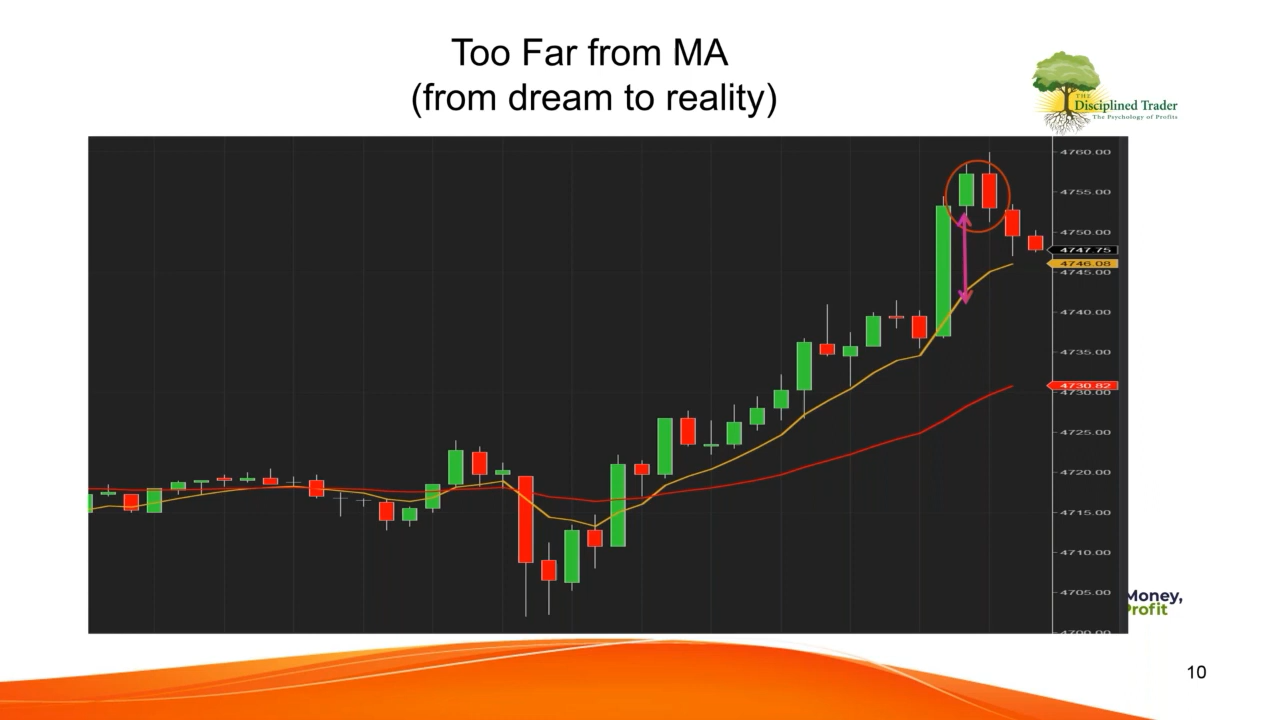 Too Far from MA
(from dream to reality)
THE
Disciplined Trader
The Psychology of Profits
4760.00
4755.00
4750.00
4747.75
4746.08
4745.00
4740.00
4735.00
4730.82
4730.00
4725.00
4720.00
4715.00
4710.00
4705.00
4700.00
Money,
Profit
10